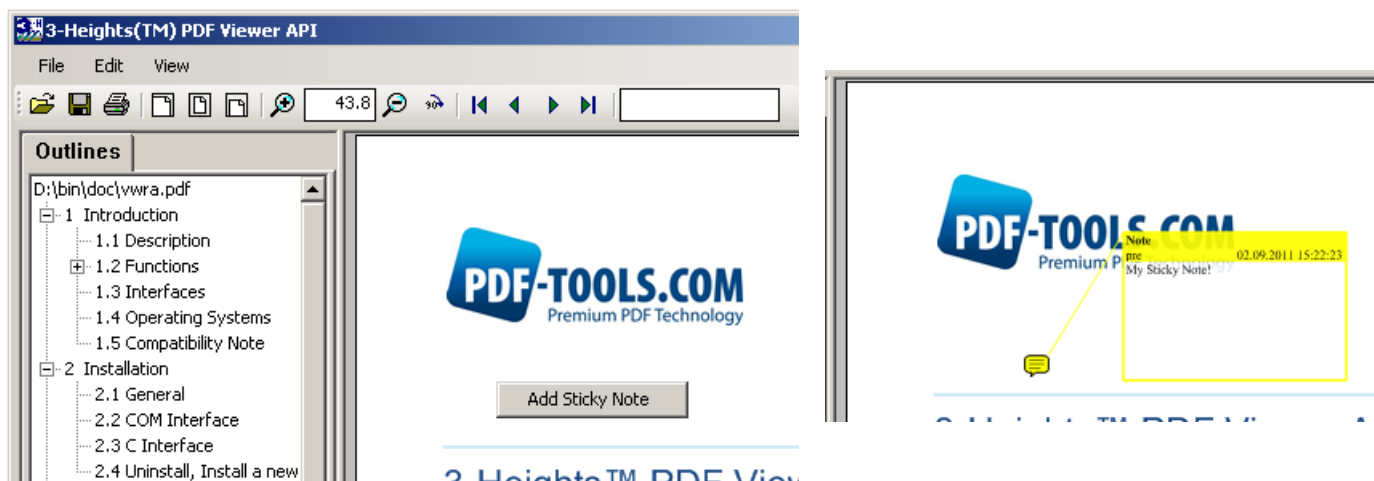 3-Heights(TM) PDF Viewer API
File Edit View
43.8
Outlines
D:\bin\doc\vwra.pdf
1 Introduction
1.1 Description
1.2 Functions
1.3 Interfaces
1.4 Operating Systems
1.5 Compatibility Note
2 Installation
2.1 General
2.2 COM Interface
2.3 C Interface
2.4 Uninstall, Install a new
PDF-TOOLS.COM
Premium PDF Technology
Add Sticky Note
3-Heights™ PDF View
PDF-TOOLS.COM
Premium PDF Technology
Note
pre 02.09.2011 15:22:23
My Sticky Note!